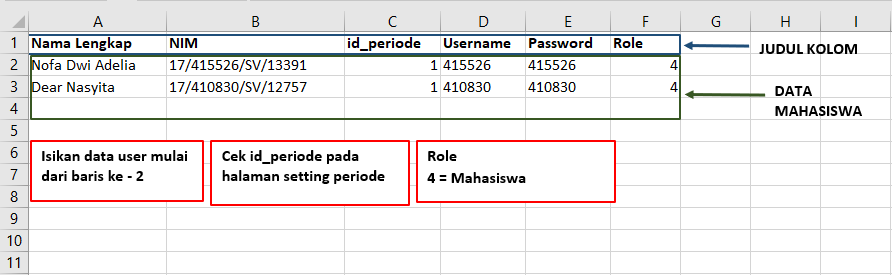 A B C D E F G H I
1 Nama Lengkap NIM id_periode Username Password Role JUDUL KOLOM
2 Nofa Dwi Adelia 17/415526/SV/13391 1 415526 415526 4
3 Dear Nasyita 17/410830/SV/12757 1 410830 410830 4 DATA
4 MAHASISWA
5
6 Isikan data user mulai Cek id_periode pada Role
7 dari baris ke - 2 halaman setting periode 4 = Mahasiswa
8
9
10
11